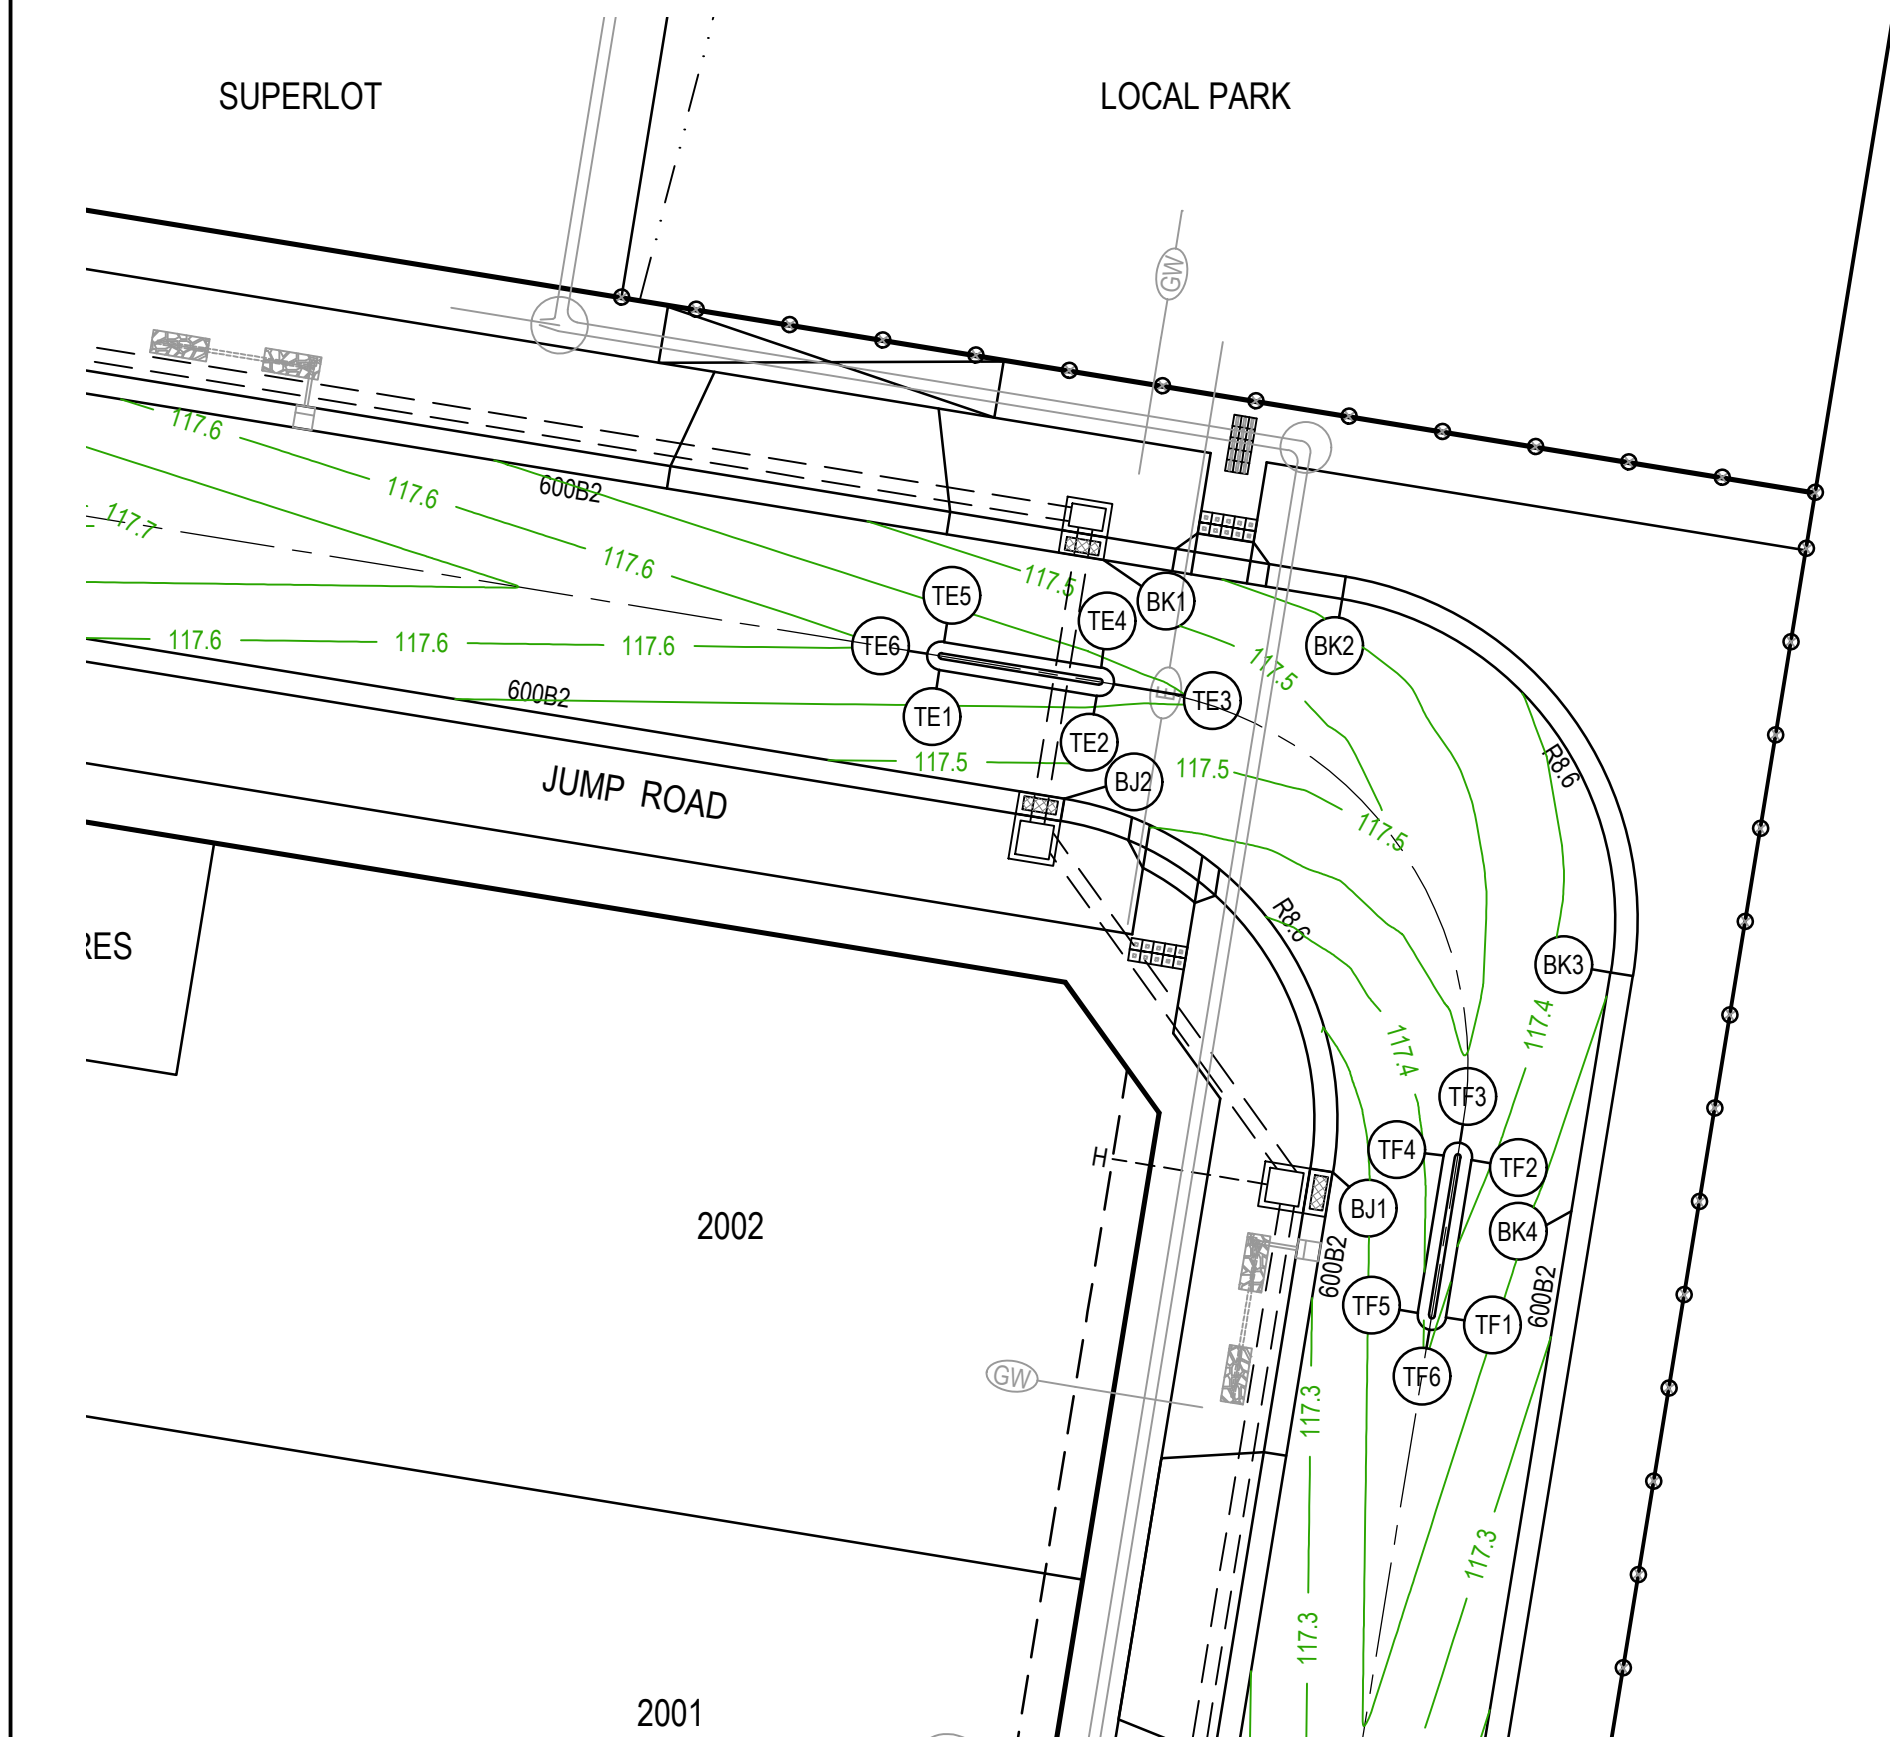 SUPERLOT
LOCAL PARK
GW
117.6
117.6
600B2
117.7
117.6
117.5
TE5
TE4
BK1
BK2
TE6
117.6
117.6
117.6
117.5
600B2
E
TE3
TE1
TE2
117.5
117.5
BJ2
R8.6
JUMP ROAD
117.5
R8.6
RES
BK3
117.4
117.4
TF3
H
TF4
TF2
2002
BJ1
BK4
600B2
600B2
TF5
TF1
GW
TF6
117.3
117.3
117.3
2001